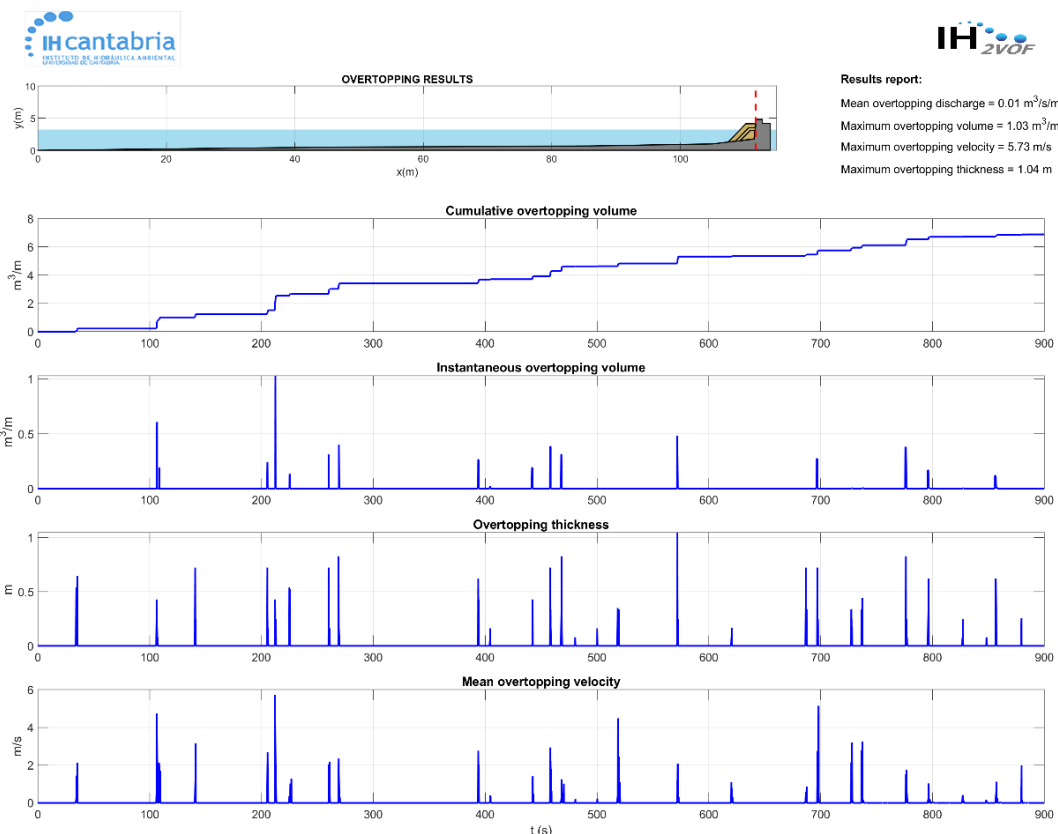 IHcantabria
INSTITUTO DE HIDRÁULICA AMBIENTAL
UNIVERSIDAD DE CANTABRIA
IH
2VOF
OVERTOPPING RESULTS
10
5
0
y(m)
0 20 40 60 80 100
x(m)
Results report:
Mean overtopping discharge = 0.01 m³/s/m
Maximum overtopping volume = 1.03 m³/m
Maximum overtopping velocity = 5.73 m/s
Maximum overtopping thickness = 1.04 m
Cumulative overtopping volume
8
6
4
2
0
m³/m
0 100 200 300 400 500 600 700 800 900
Instantaneous overtopping volume
1
0.5
0
m³/m
0 100 200 300 400 500 600 700 800 900
Overtopping thickness
1
0.5
0
m
0 100 200 300 400 500 600 700 800 900
Mean overtopping velocity
6
4
2
0
m/s
0 100 200 300 400 500 600 700 800 900
t (s)